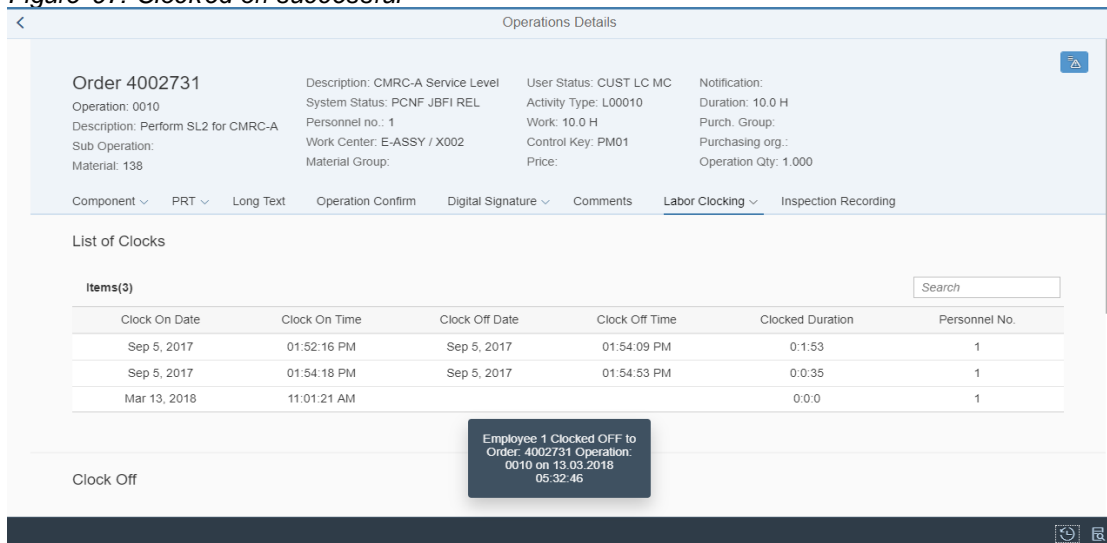 Figure 67: Clocked on successful
Operations Details
Order 4002731
Operation: 0010
Description: Perform SL2 for CMRC-A
Sub Operation:
Material: 138
Description: CMRC-A Service Level
System Status: PCNF JBFI REL
Personnel no.: 1
Work Center: E-ASSY / X002
Material Group:
User Status: CUST LC MC
Activity Type: L00010
Work: 10.0 H
Control Key: PM01
Price:
Notification:
Duration: 10.0 H
Purch. Group:
Purchasing org.:
Operation Qty: 1.000
Component PRT Long Text Operation Confirm Digital Signature Comments Labor Clocking Inspection Recording
List of Clocks
Items(3) Search
Clock On Date Clock On Time Clock Off Date Clock Off Time Clocked Duration Personnel No.
Sep 5, 2017 01:52:16 PM Sep 5, 2017 01:54:09 PM 0:1:53 1
Sep 5, 2017 01:54:18 PM Sep 5, 2017 01:54:53 PM 0:0:35 1
Mar 13, 2018 11:01:21 AM 0:0:0 1
Employee 1 Clocked OFF to
Order: 4002731 Operation:
0010 on 13.03.2018
05:32:46
Clock Off